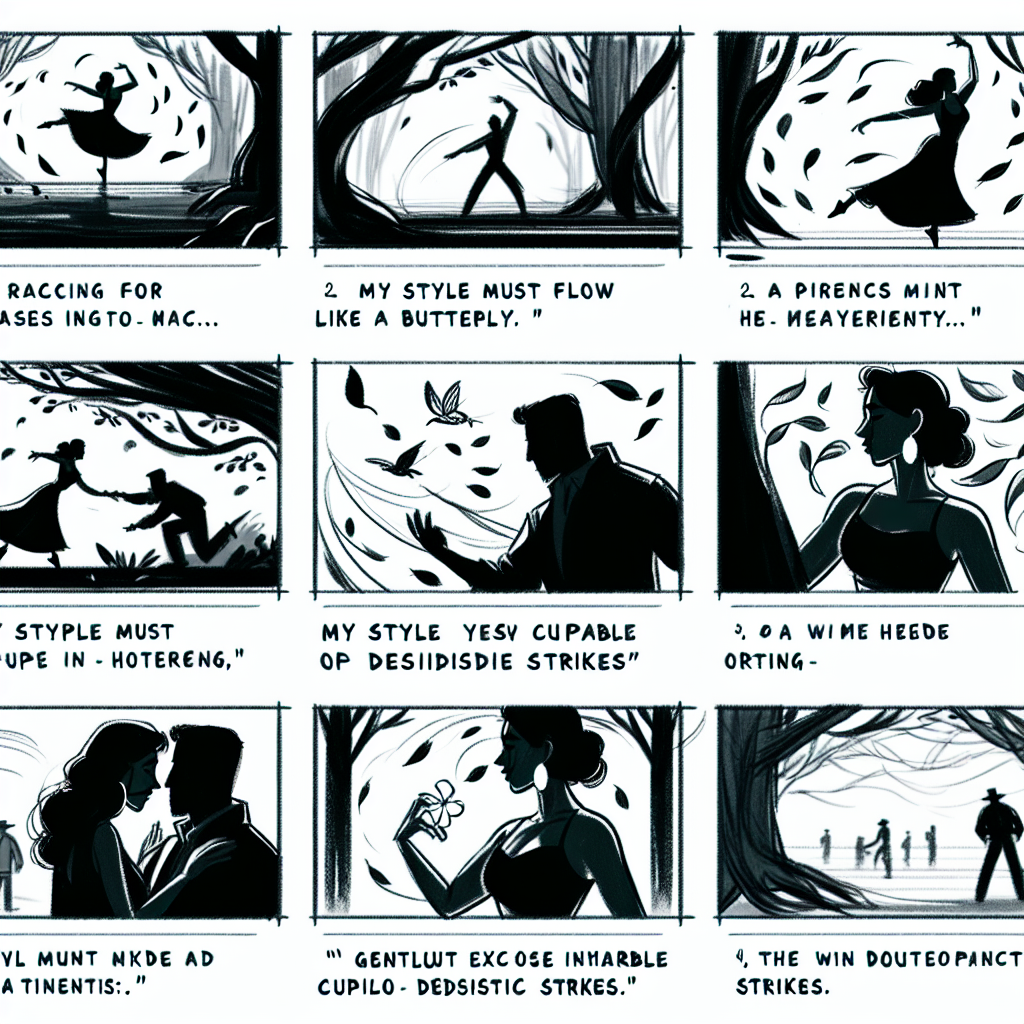 RACCING FOR
ASES INGTO-MAC...
2 MY STYLE MUST FLOW
LIKE A BUTTEPLY."
2. A PIRENCS MINT
HE-MEAYERIENTY..."
STYPLE MUST
UPE IN - HOTERENG,"
MY STYLE YESV CUPABLE
OP DESIIDISDIE STRIKES"
3, OA WIME HEEDE
ORTING-
YL MUNT NKDE AD
A TINENTIS:."
"' GENTLUT EXCOSE INHARBLE
CUPILO - DEDSISTIC STRKES."
4, THE WIN DOUTEOPANCT
STRIKES.